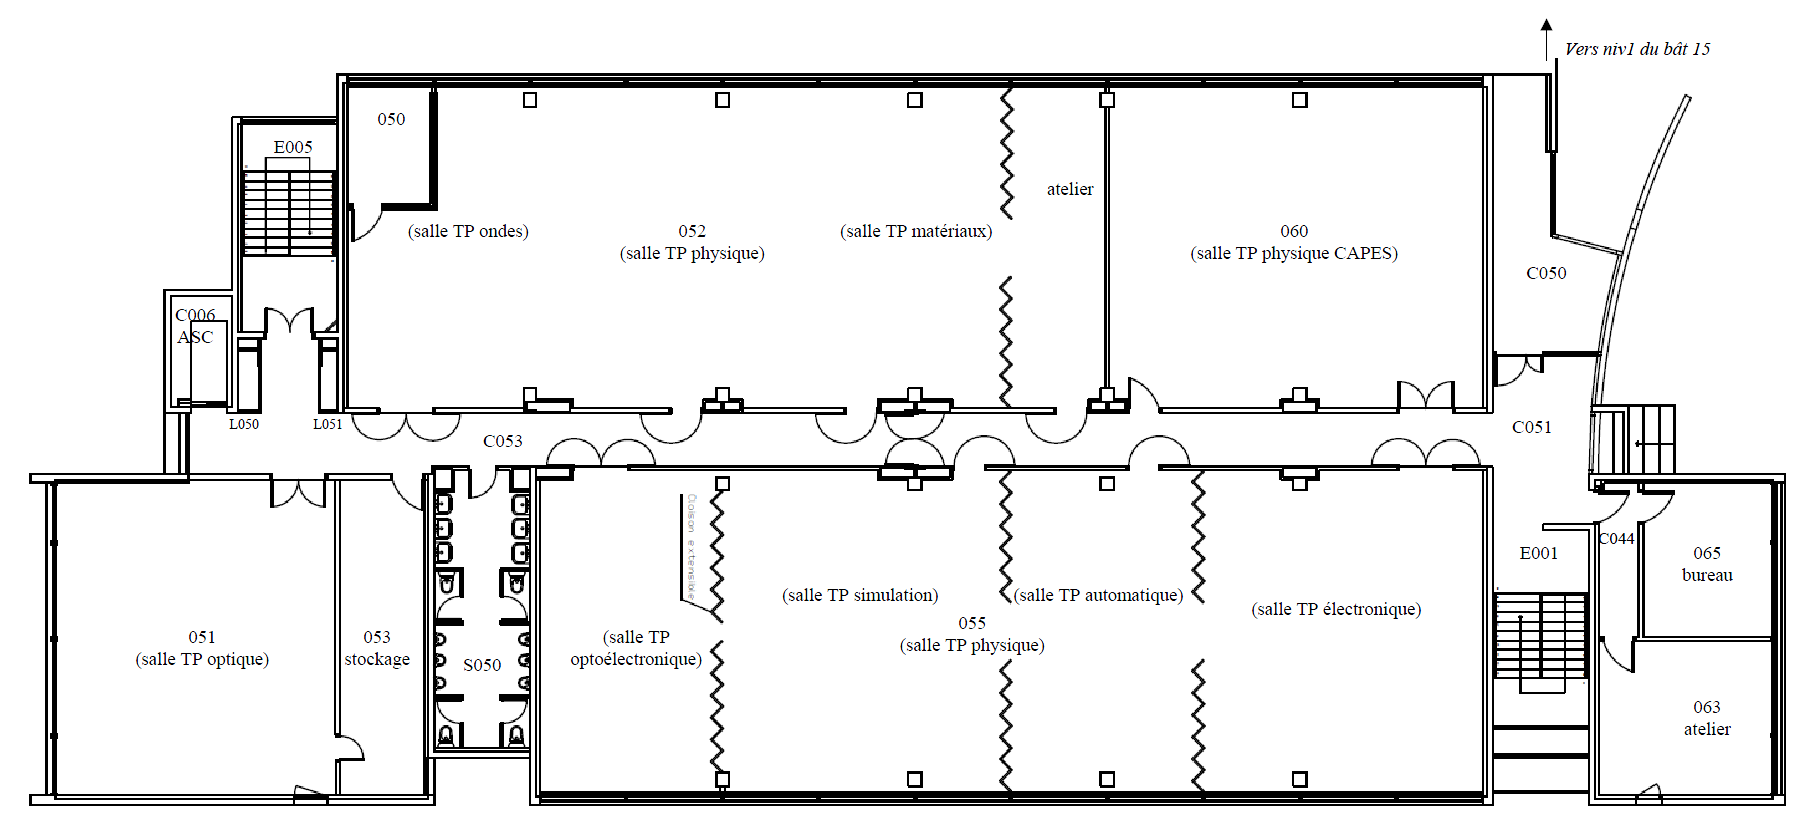 Vers niv1 du bât 15
050
E005
atelier
(salle TP ondes)
052
(salle TP physique)
(salle TP matériaux)
060
(salle TP physique CAPES)
C050
C006
ASC
L050
L051
C053
C051
Cloison extensible
E001
C044
065
bureau
(salle TP simulation)
(salle TP automatique)
(salle TP électronique)
055
(salle TP physique)
051
(salle TP optique)
053
stockage
S050
(salle TP
optoélectronique)
063
atelier